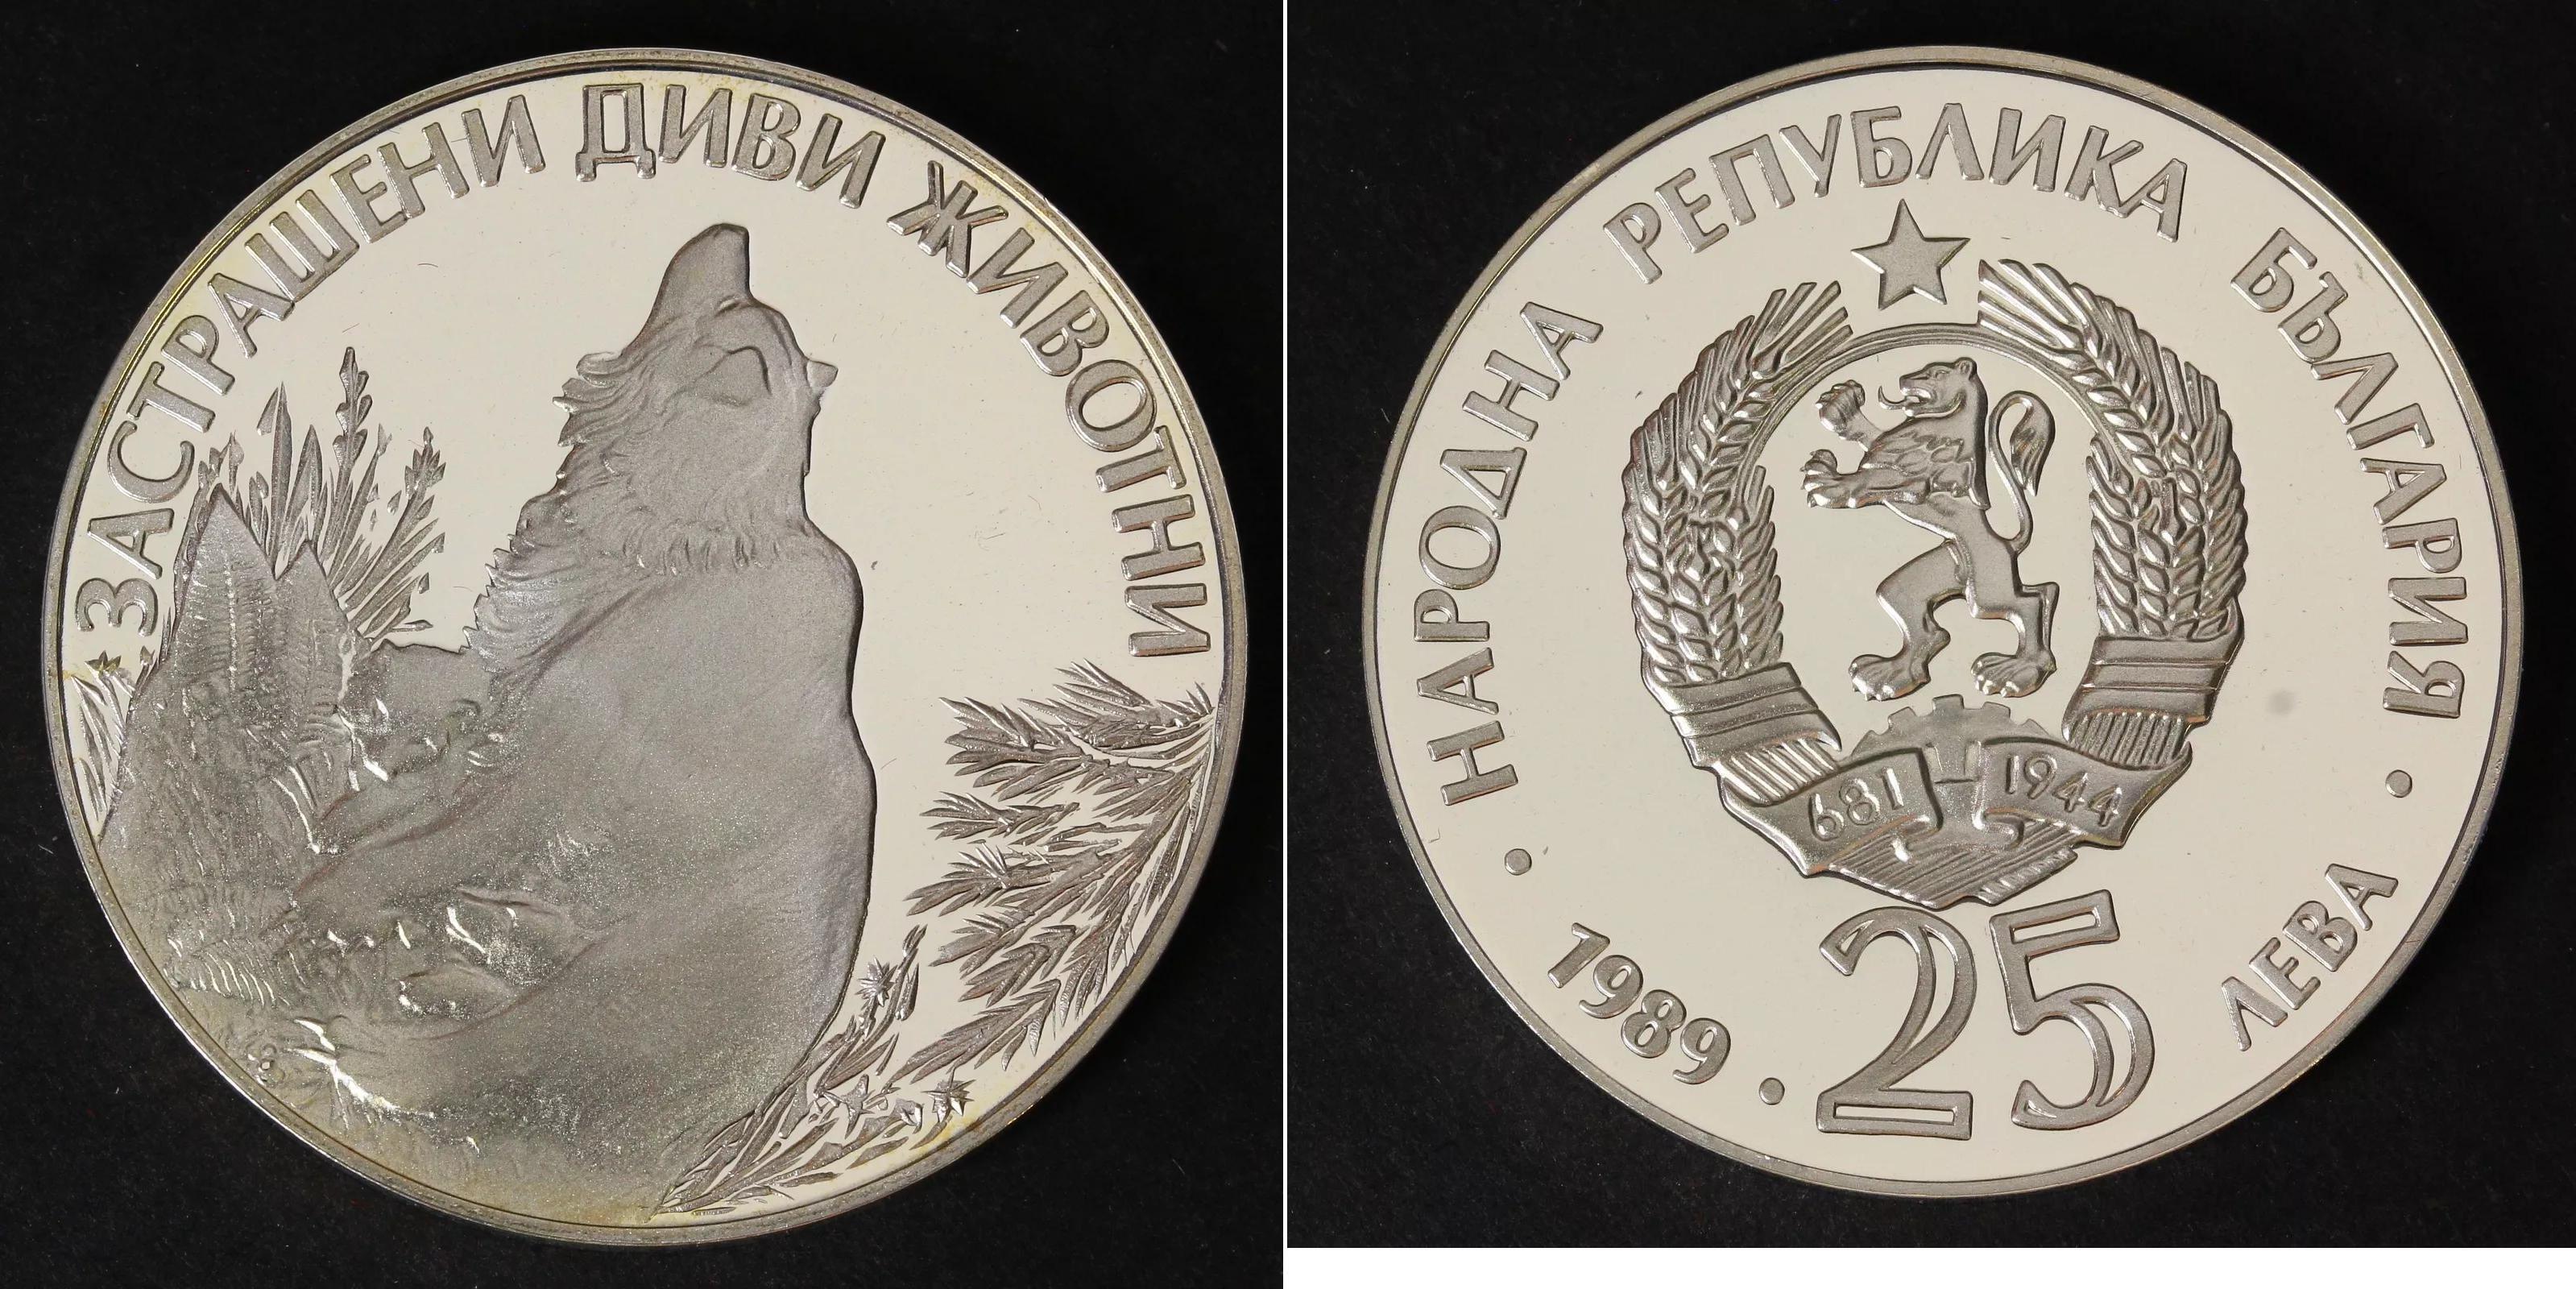 ЗАСТРАШЕНИ ДИВИ ЖИВОТНИ
НАРОДНА РЕПУБЛИКА БЪЛГАРИЯ
681 1944
• 1989 • 25 ЛЕВА •